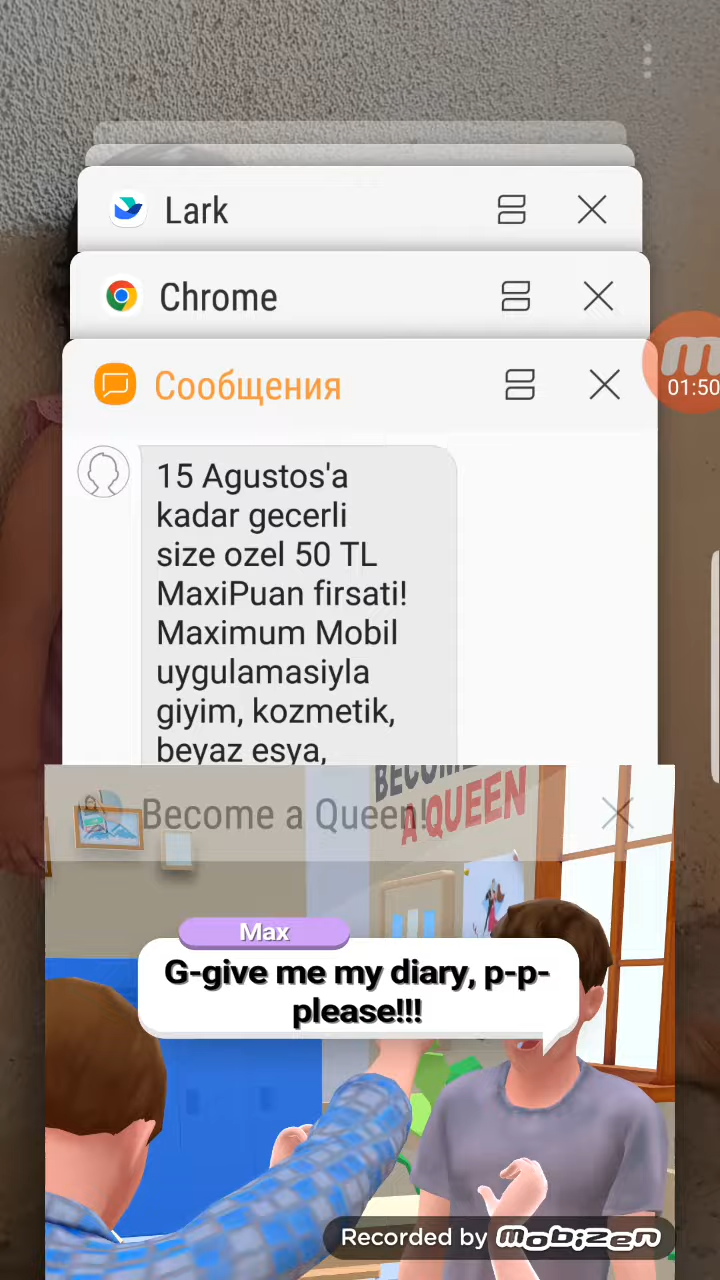 Lark
Chrome
01:50
Сообщения
15 Agustos'a
kadar gecerli
size ozel 50 TL
MaxiPuan firsati!
Maximum Mobil
uygulamasiyla
giyim, kozmetik,
beyaz esya,
BECOME
A QUEEN
Become a Queen!
Max
G-give me my diary, p-p-
please!!!
Recorded by mobizen